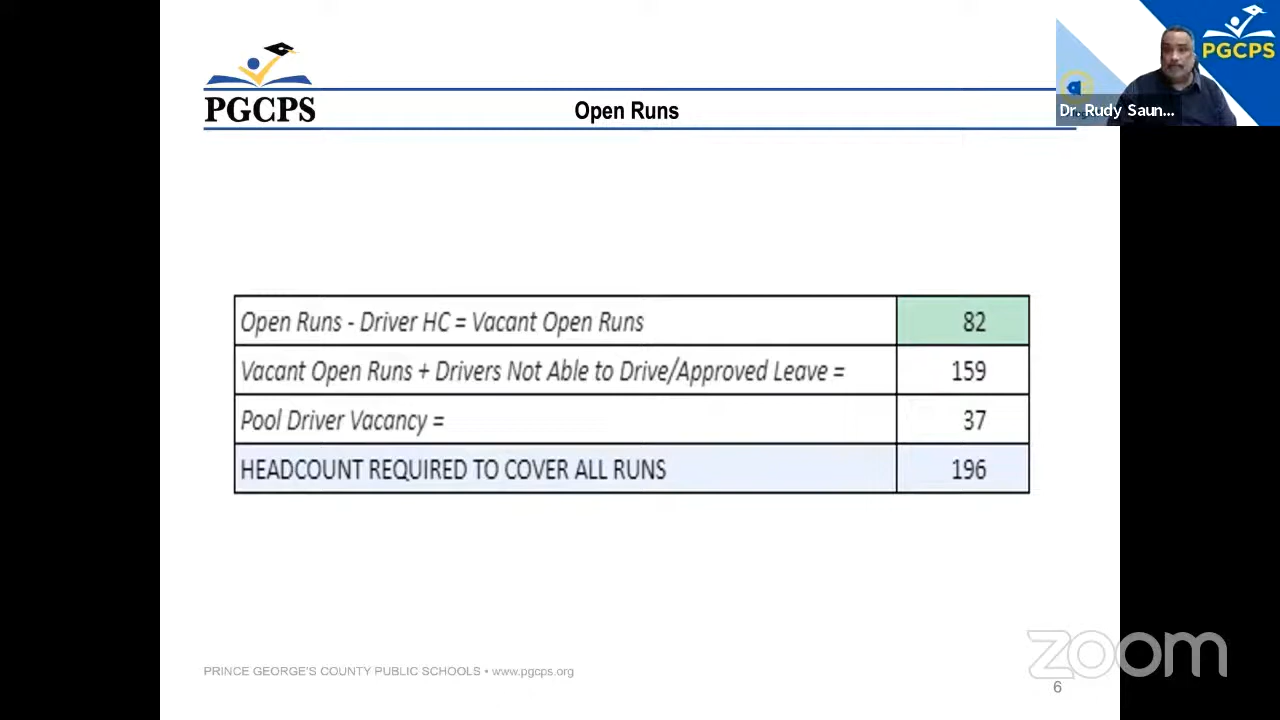 PGCPS
Open Runs
PGCPS
Dr. Rudy Saun...
Open Runs - Driver HC = Vacant Open Runs 82
Vacant Open Runs + Drivers Not Able to Drive/Approved Leave = 159
Pool Driver Vacancy = 37
HEADCOUNT REQUIRED TO COVER ALL RUNS 196
PRINCE GEORGE'S COUNTY PUBLIC SCHOOLS • www.pgcps.org
zoom
6